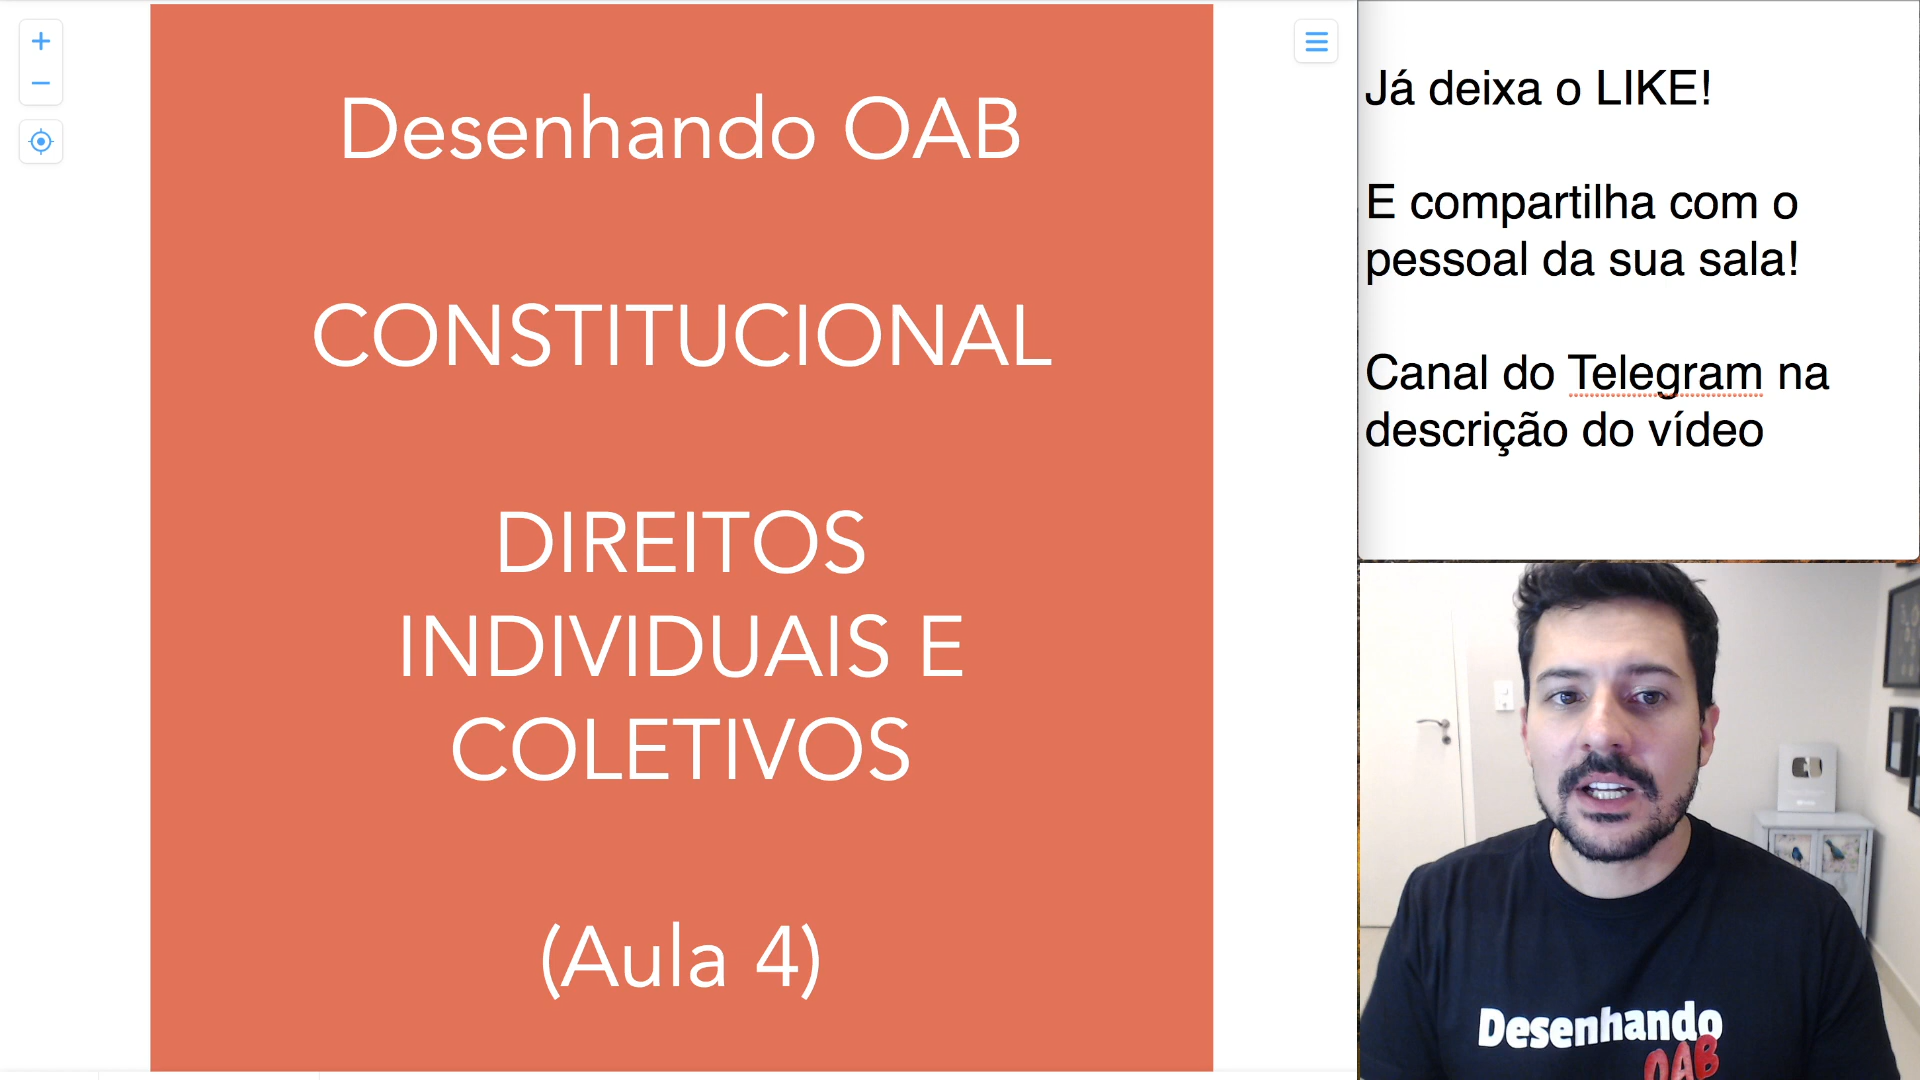 Desenhando OAB
CONSTITUCIONAL
DIREITOS
INDIVIDUAIS E
COLETIVOS
(Aula 4)
Já deixa o LIKE!
E compartilha com o
pessoal da sua sala!
Canal do Telegram na
descrição do vídeo
Desenhando
OAB